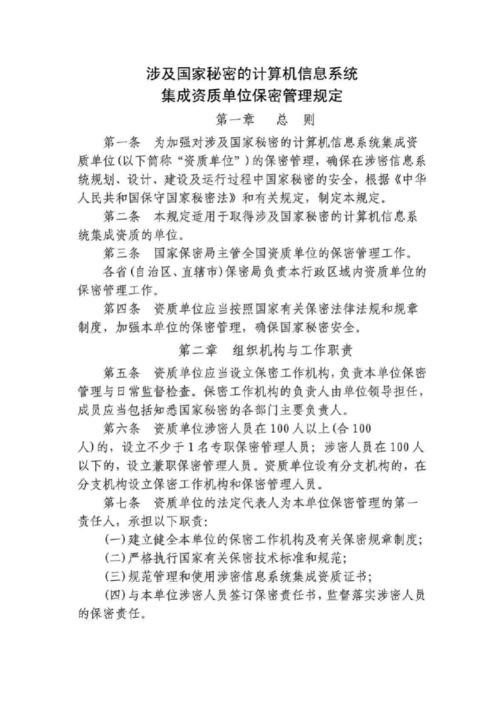 涉及国家秘密的计算机信息系统
集成资质单位保密管理规定
第一章 总 则
第一条 为加强对涉及国家秘密的计算机信息系统集成资
质单位(以下简称“资质单位”)的保密管理,确保在涉密信息系
统规划、设计、建设及运行过程中国家秘密的安全,根据《中华
人民共和国保守国家秘密法》和有关规定,制定本规定。
第二条 本规定适用于取得涉及国家秘密的计算机信息系
统集成资质的单位。
第三条 国家保密局主管全国资质单位的保密管理工作。
各省(自治区、直辖市)保密局负责本行政区域内资质单位的
保密管理工作。
第四条 资质单位应当按照国家有关保密法律法规和规章
制度,加强本单位的保密管理,确保国家秘密安全。
第二章 组织机构与工作职责
第五条 资质单位应当设立保密工作机构,负责本单位保密
管理与日常监督检查。保密工作机构的负责人由单位领导担任,
成员应当包括知悉国家秘密的各部门主要负责人。
第六条 资质单位涉密人员在100人以上(含100
人)的,设立不少于1名专职保密管理人员;涉密人员在100人
以下的,设立兼职保密管理人员。资质单位设有分支机构的,在
分支机构设立保密工作机构和保密管理人员。
第七条 资质单位的法定代表人为本单位保密管理的第一
责任人,承担以下职责:
(一)建立健全本单位的保密工作机构及有关保密规章制度;
(二)严格执行国家有关保密技术标准和规范;
(三)规范管理和使用涉密信息系统集成资质证书;
(四)与本单位涉密人员签订保密责任书,监督落实涉密人员
的保密责任。